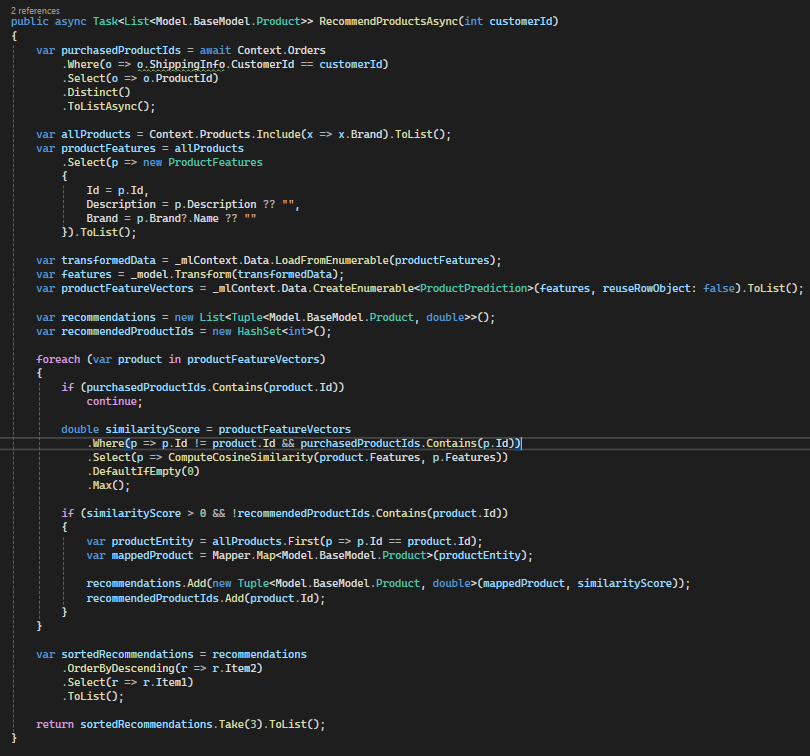 2 references
public async Task<List<Model.BaseModel.Product>> RecommendProductsAsync(int customerId)
{
    var purchasedProductIds = await Context.Orders
        .Where(o => o.ShippingInfo.CustomerId == customerId)
        .Select(o => o.ProductId)
        .Distinct()
        .ToListAsync();

    var allProducts = Context.Products.Include(x => x.Brand).ToList();
    var productFeatures = allProducts
        .Select(p => new ProductFeatures
        {
            Id = p.Id,
            Description = p.Description ?? "",
            Brand = p.Brand?.Name ?? ""
        }).ToList();

    var transformedData = _mlContext.Data.LoadFromEnumerable(productFeatures);
    var features = _model.Transform(transformedData);
    var productFeatureVectors = _mlContext.Data.CreateEnumerable<ProductPrediction>(features, reuseRowObject: false).ToList();

    var recommendations = new List<Tuple<Model.BaseModel.Product, double>>();
    var recommendedProductIds = new HashSet<int>();

    foreach (var product in productFeatureVectors)
    {
        if (purchasedProductIds.Contains(product.Id))
            continue;

        double similarityScore = productFeatureVectors
            .Where(p => p.Id != product.Id && purchasedProductIds.Contains(p.Id))
            .Select(p => ComputeCosineSimilarity(product.Features, p.Features))
            .DefaultIfEmpty(0)
            .Max();

        if (similarityScore > 0 && !recommendedProductIds.Contains(product.Id))
        {
            var productEntity = allProducts.First(p => p.Id == product.Id);
            var mappedProduct = Mapper.Map<Model.BaseModel.Product>(productEntity);

            recommendations.Add(new Tuple<Model.BaseModel.Product, double>(mappedProduct, similarityScore));
            recommendedProductIds.Add(product.Id);
        }
    }

    var sortedRecommendations = recommendations
        .OrderByDescending(r => r.Item2)
        .Select(r => r.Item1)
        .ToList();

    return sortedRecommendations.Take(3).ToList();
}